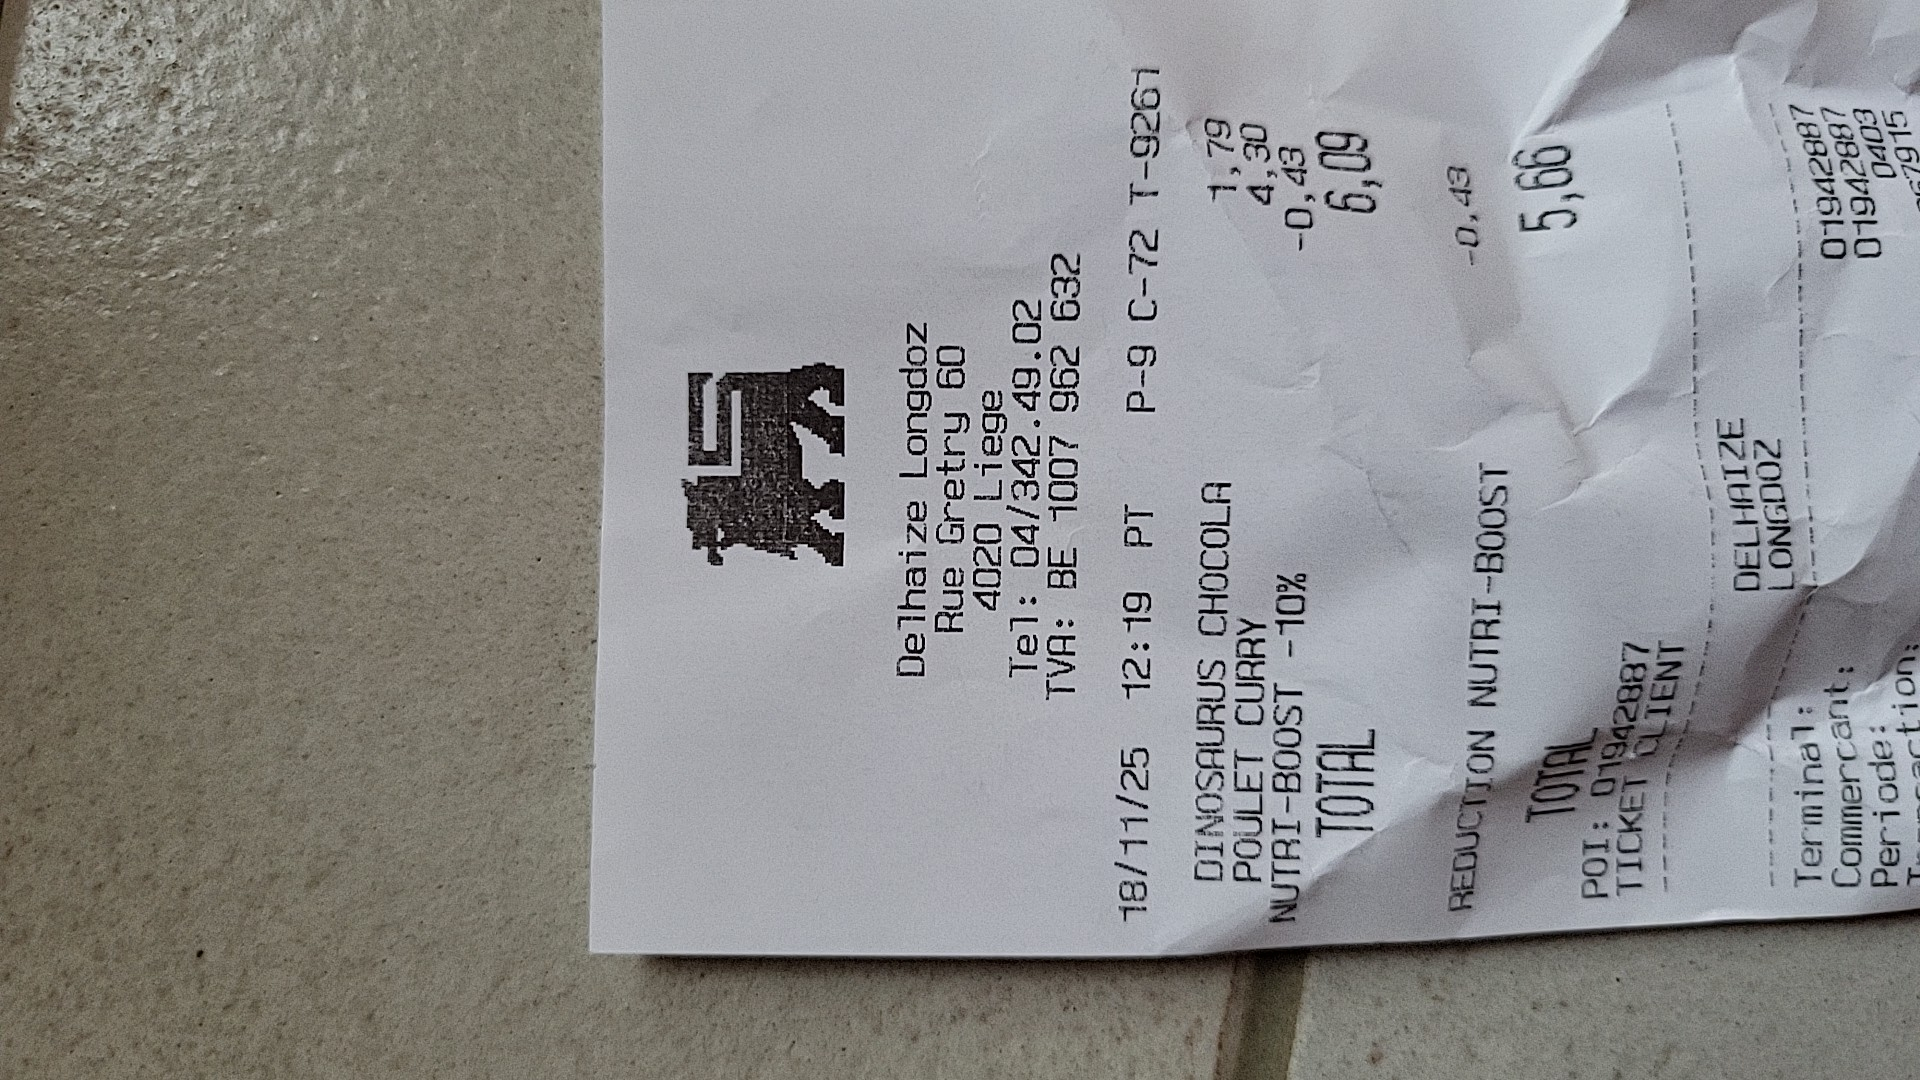 Delhaize Longdoz
Rue Gretry 60
4020 Liege
Tel: 04/342.49.02
TVA: BE 1007 962 632
18/11/25 12:19 PT P-9 C-72 T-9261
DINOSAURUS CHOCOLA 1,79
POULET CURRY 4,30
NUTRI-BOOST -10% -0,43
TOTAL 6,09
REDUCTION NUTRI-BOOST -0,43
TOTAL 5,66
POI: 01942887
TICKET CLIENT
DELHAIZE
LONGDOZ
Terminal: 01942887
Commercant: 01942887
Periode: 0403